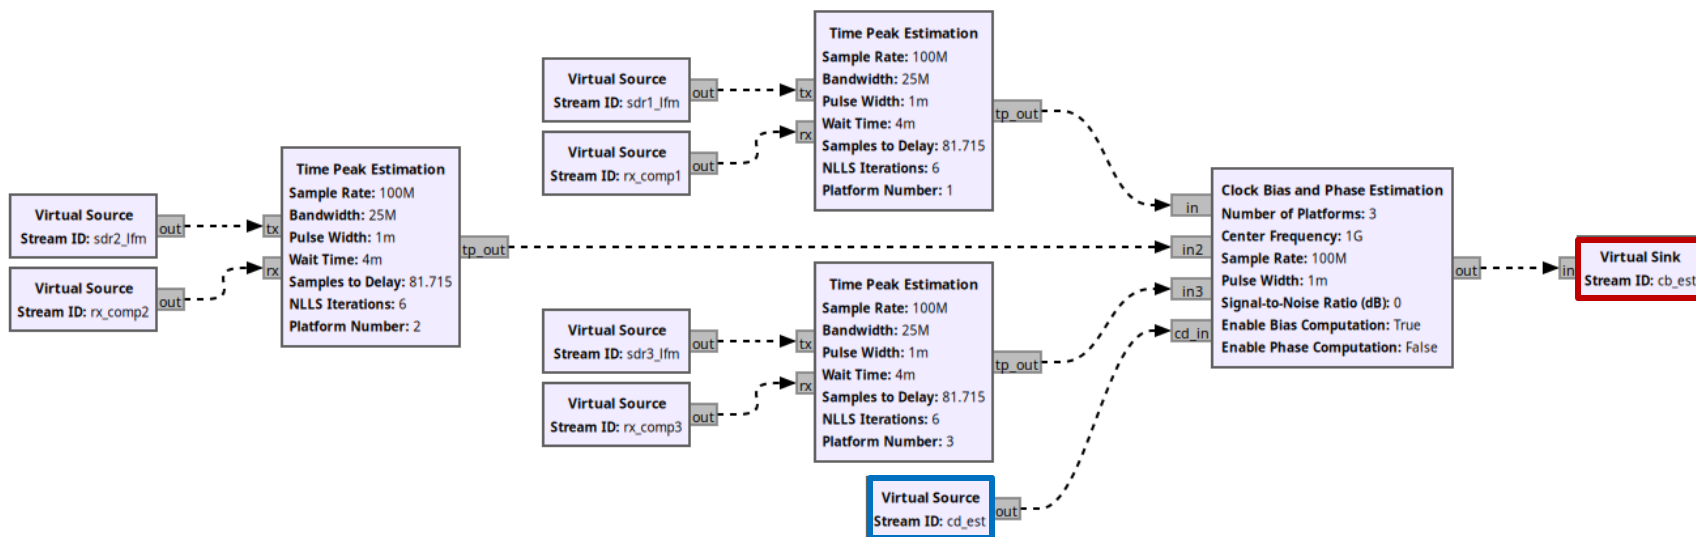 Virtual Source
Stream ID: sdr2_lfm
out
Virtual Source
Stream ID: rx_comp2
out
tx
rx
Time Peak Estimation
Sample Rate: 100M
Bandwidth: 25M
Pulse Width: 1m
Wait Time: 4m
Samples to Delay: 81.715
NLLS Iterations: 6
Platform Number: 2
tp_out
Virtual Source
Stream ID: sdr1_lfm
out
Virtual Source
Stream ID: rx_comp1
out
tx
rx
Time Peak Estimation
Sample Rate: 100M
Bandwidth: 25M
Pulse Width: 1m
Wait Time: 4m
Samples to Delay: 81.715
NLLS Iterations: 6
Platform Number: 1
tp_out
Virtual Source
Stream ID: sdr3_lfm
out
Virtual Source
Stream ID: rx_comp3
out
tx
rx
Time Peak Estimation
Sample Rate: 100M
Bandwidth: 25M
Pulse Width: 1m
Wait Time: 4m
Samples to Delay: 81.715
NLLS Iterations: 6
Platform Number: 3
tp_out
Virtual Source
Stream ID: cd_est
out
in
in2
in3
cd_in
Clock Bias and Phase Estimation
Number of Platforms: 3
Center Frequency: 1G
Sample Rate: 100M
Pulse Width: 1m
Signal-to-Noise Ratio (dB): 0
Enable Bias Computation: True
Enable Phase Computation: False
out
in
Virtual Sink
Stream ID: cb_est